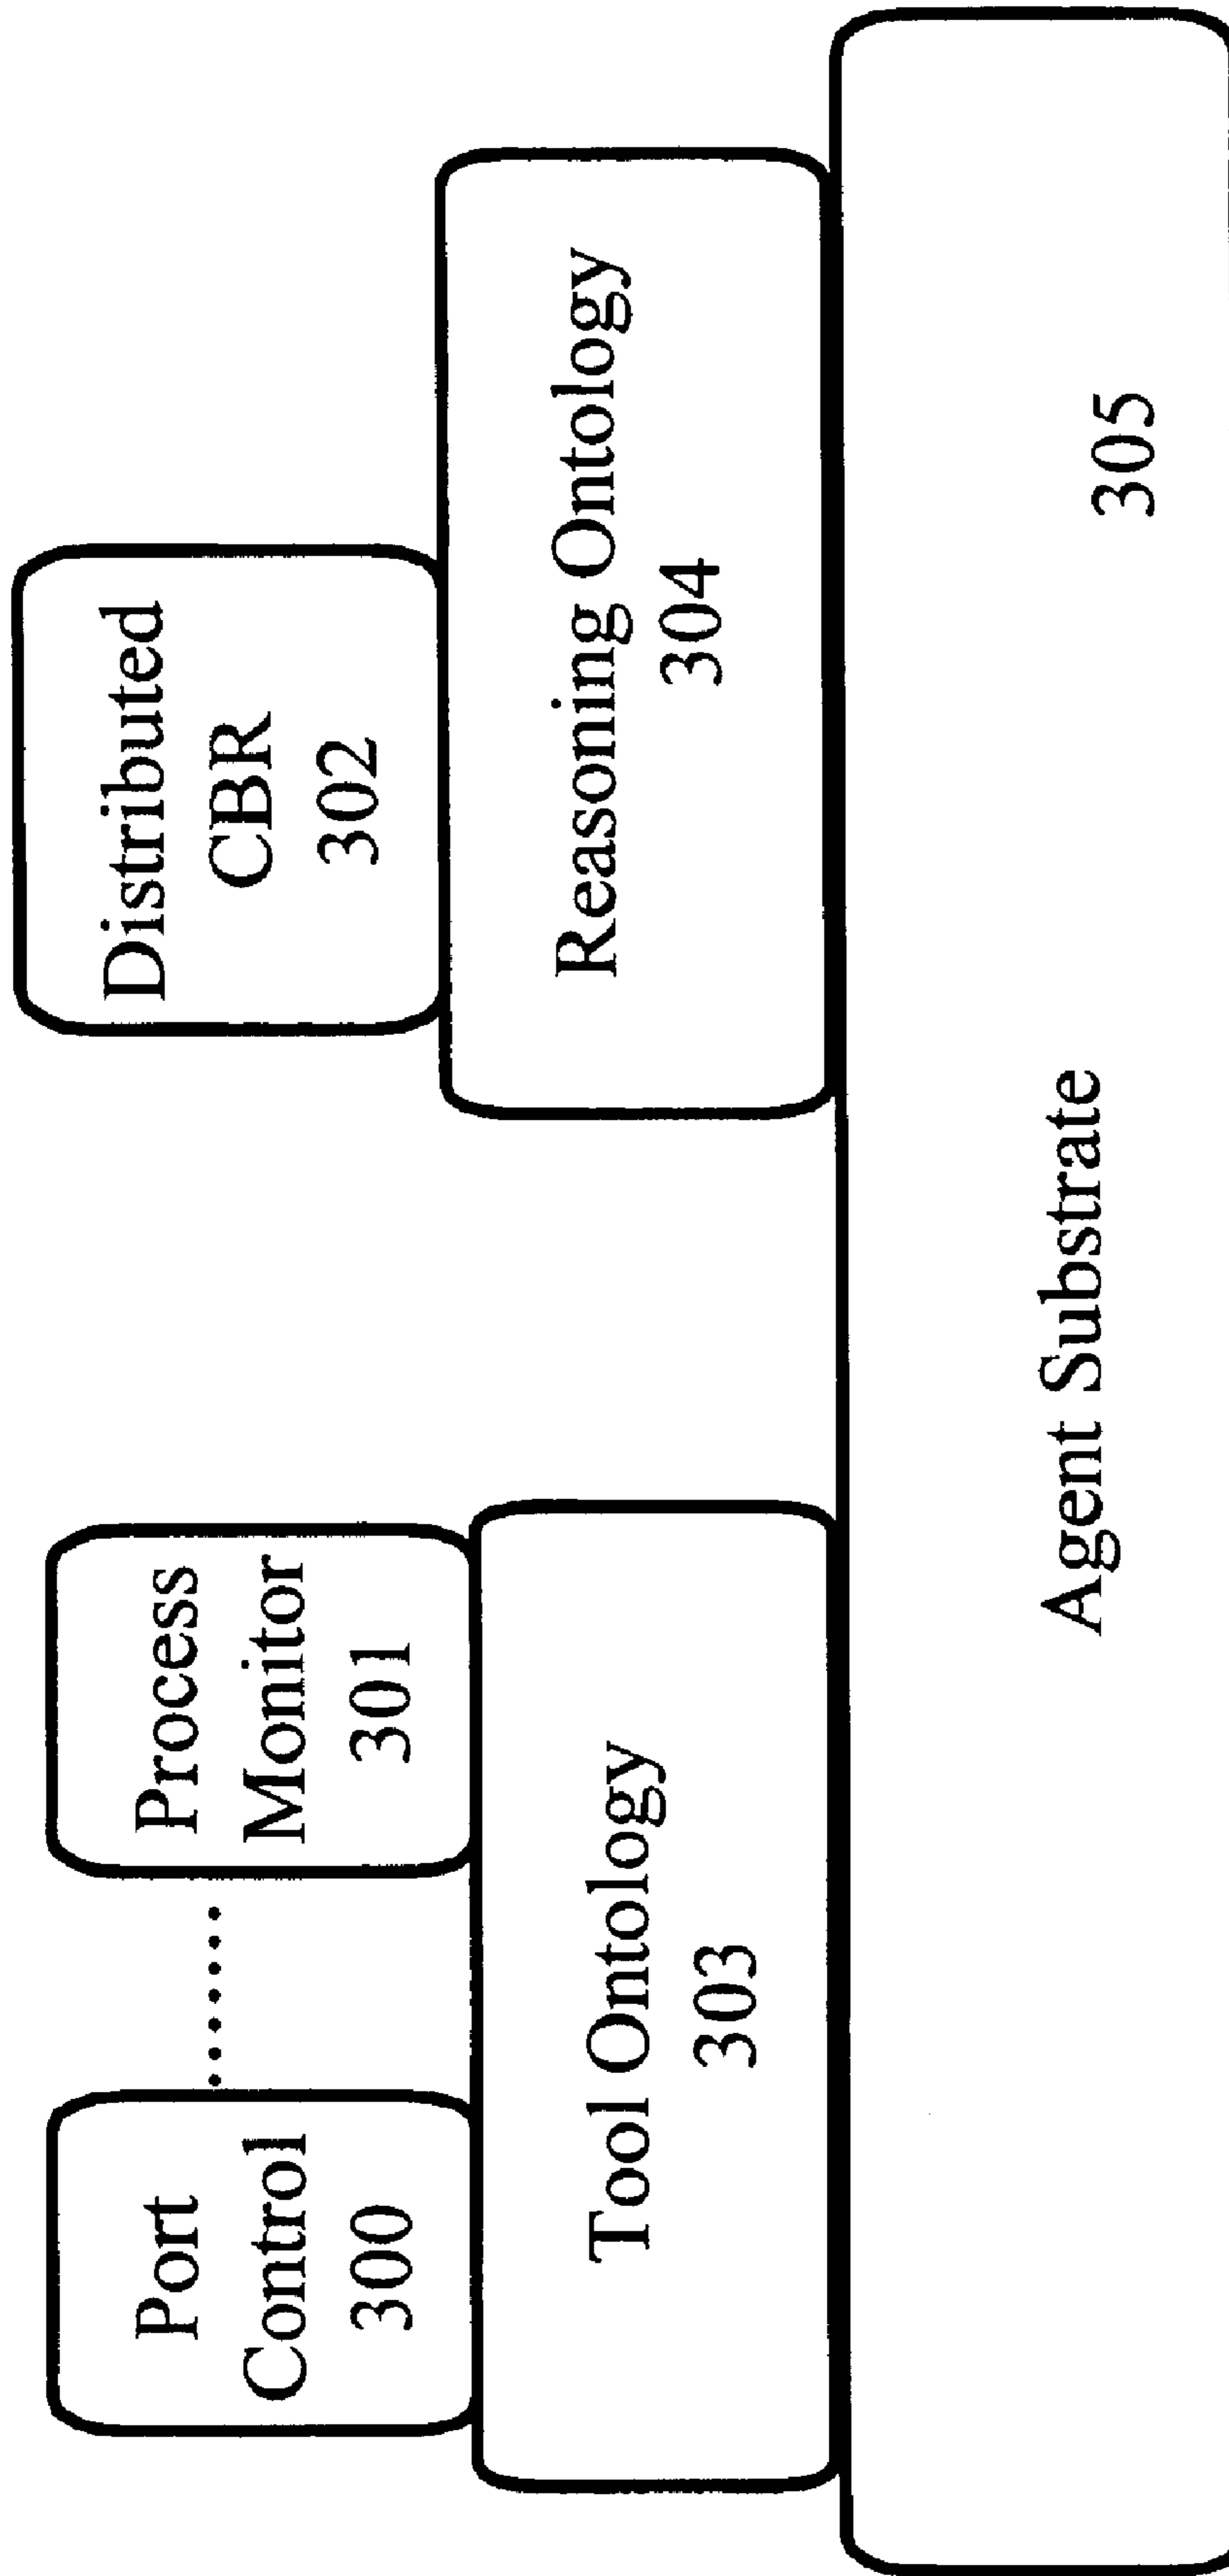 Port
Control
300
......
Process
Monitor
301
Distributed
CBR
302
Tool Ontology
303
Reasoning Ontology
304
Agent Substrate
305